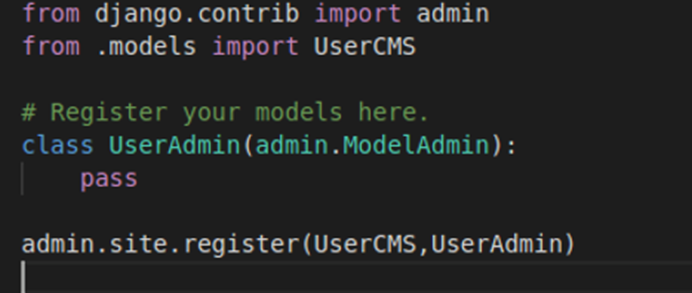 from django.contrib import admin
from .models import UserCMS
# Register your models here.
class UserAdmin(admin.ModelAdmin):
pass
admin.site.register(UserCMS,UserAdmin)